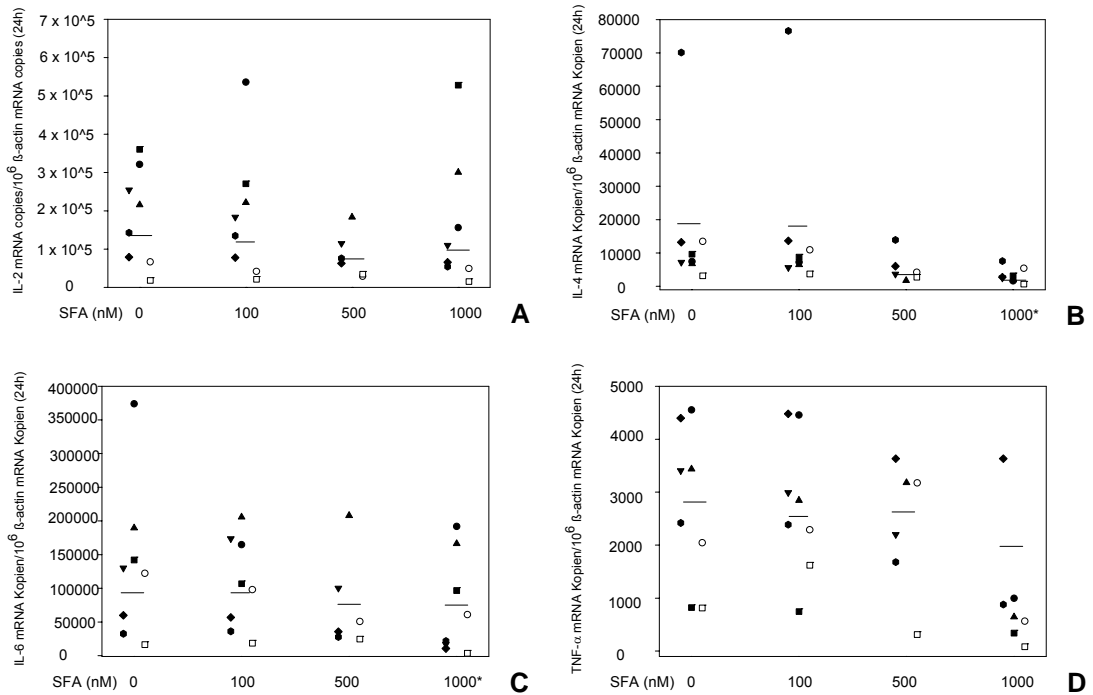 IL-2 mRNA copies/10^6 ß-actin mRNA copies (24h)
7 x 10^5
6 x 10^5
5 x 10^5
4 x 10^5
3 x 10^5
2 x 10^5
1 x 10^5
0
SFA (nM) 0 100 500 1000
A
IL-4 mRNA Kopien/10^6 ß-actin mRNA Kopien (24h)
80000
70000
60000
50000
40000
30000
20000
10000
0
SFA (nM) 0 100 500 1000*
B
IL-6 mRNA Kopien/10^6 ß-actin mRNA Kopien (24h)
400000
350000
300000
250000
200000
150000
100000
50000
0
SFA (nM) 0 100 500 1000*
C
TNF-α mRNA Kopien/10^6 ß-actin mRNA Kopien (24h)
5000
4000
3000
2000
1000
0
SFA (nM) 0 100 500 1000
D